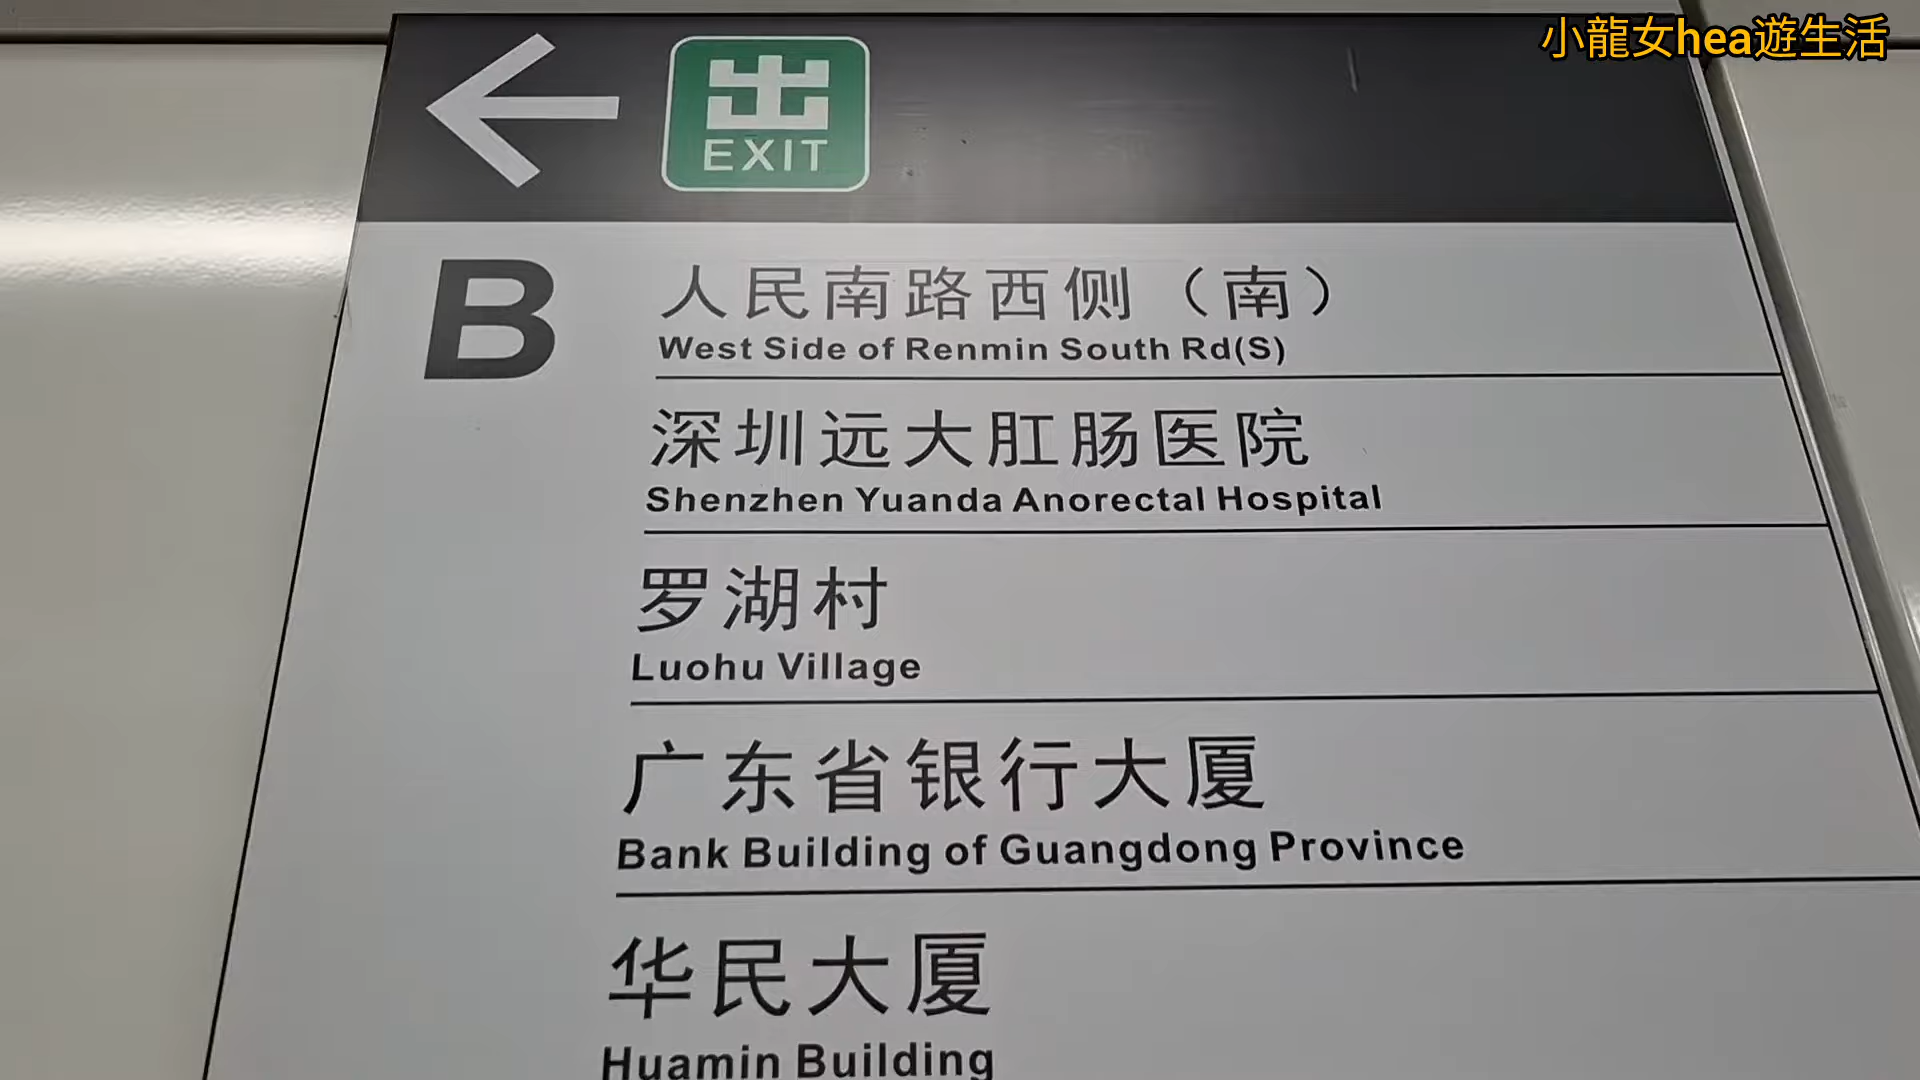 小龍女hea遊生活
出
EXIT
B
人民南路西侧（南）
West Side of Renmin South Rd(S)
深圳远大肛肠医院
Shenzhen Yuanda Anorectal Hospital
罗湖村
Luohu Village
广东省银行大厦
Bank Building of Guangdong Province
华民大厦
Huamin Building